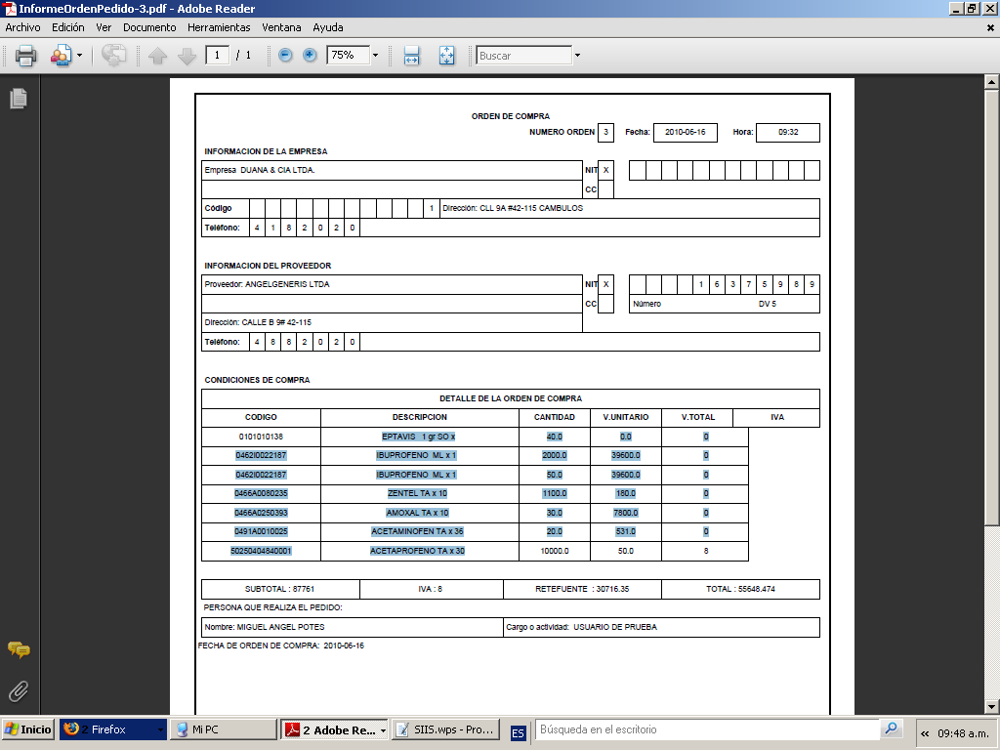 InformeOrdenPedido-3.pdf - Adobe Reader
Archivo Edición Ver Documento Herramientas Ventana Ayuda
1 / 1 75% Buscar
ORDEN DE COMPRA
NUMERO ORDEN 3 Fecha: 2010-06-16 Hora: 09:32
INFORMACION DE LA EMPRESA
Empresa DUANA & CIA LTDA. NIT X
CC
Código 1 Dirección: CLL 9A #42-115 CAMBULOS
Teléfono: 4 1 8 2 0 2 0
INFORMACION DEL PROVEEDOR
Proveedor: ANGELGENERIS LTDA NIT X 1 6 3 7 5 9 8 9
CC Número DV 5
Dirección: CALLE B 9# 42-115
Teléfono: 4 8 8 2 0 2 0
CONDICIONES DE COMPRA
DETALLE DE LA ORDEN DE COMPRA
CODIGO DESCRIPCION CANTIDAD V.UNITARIO V.TOTAL IVA
0101010138 EPTAVIS 1 gr SO x 40.0 0.0 0
0462I0022187 IBUPROFENO ML x 1 2000.0 39600.0 0
0462I0022187 IBUPROFENO ML x 1 50.0 39600.0 0
0466A0080235 ZENTEL TA x 10 1100.0 180.0 0
0466A0250393 AMOXAL TA x 10 30.0 7800.0 0
0491A0010025 ACETAMINOFEN TA x 36 20.0 531.0 0
50250404840001 ACETAPROFENO TA x 30 10000.0 50.0 8
SUBTOTAL : 87761 IVA : 8 RETEFUENTE : 30716.35 TOTAL : 55648.474
PERSONA QUE REALIZA EL PEDIDO:
Nombre: MIGUEL ANGEL POTES Cargo o actividad: USUARIO DE PRUEBA
FECHA DE ORDEN DE COMPRA: 2010-06-16
Inicio 2 Firefox Mi PC 2 Adobe Re... SIIS.wps - Pro... ES Búsqueda en el escritorio « 09:48 a.m.